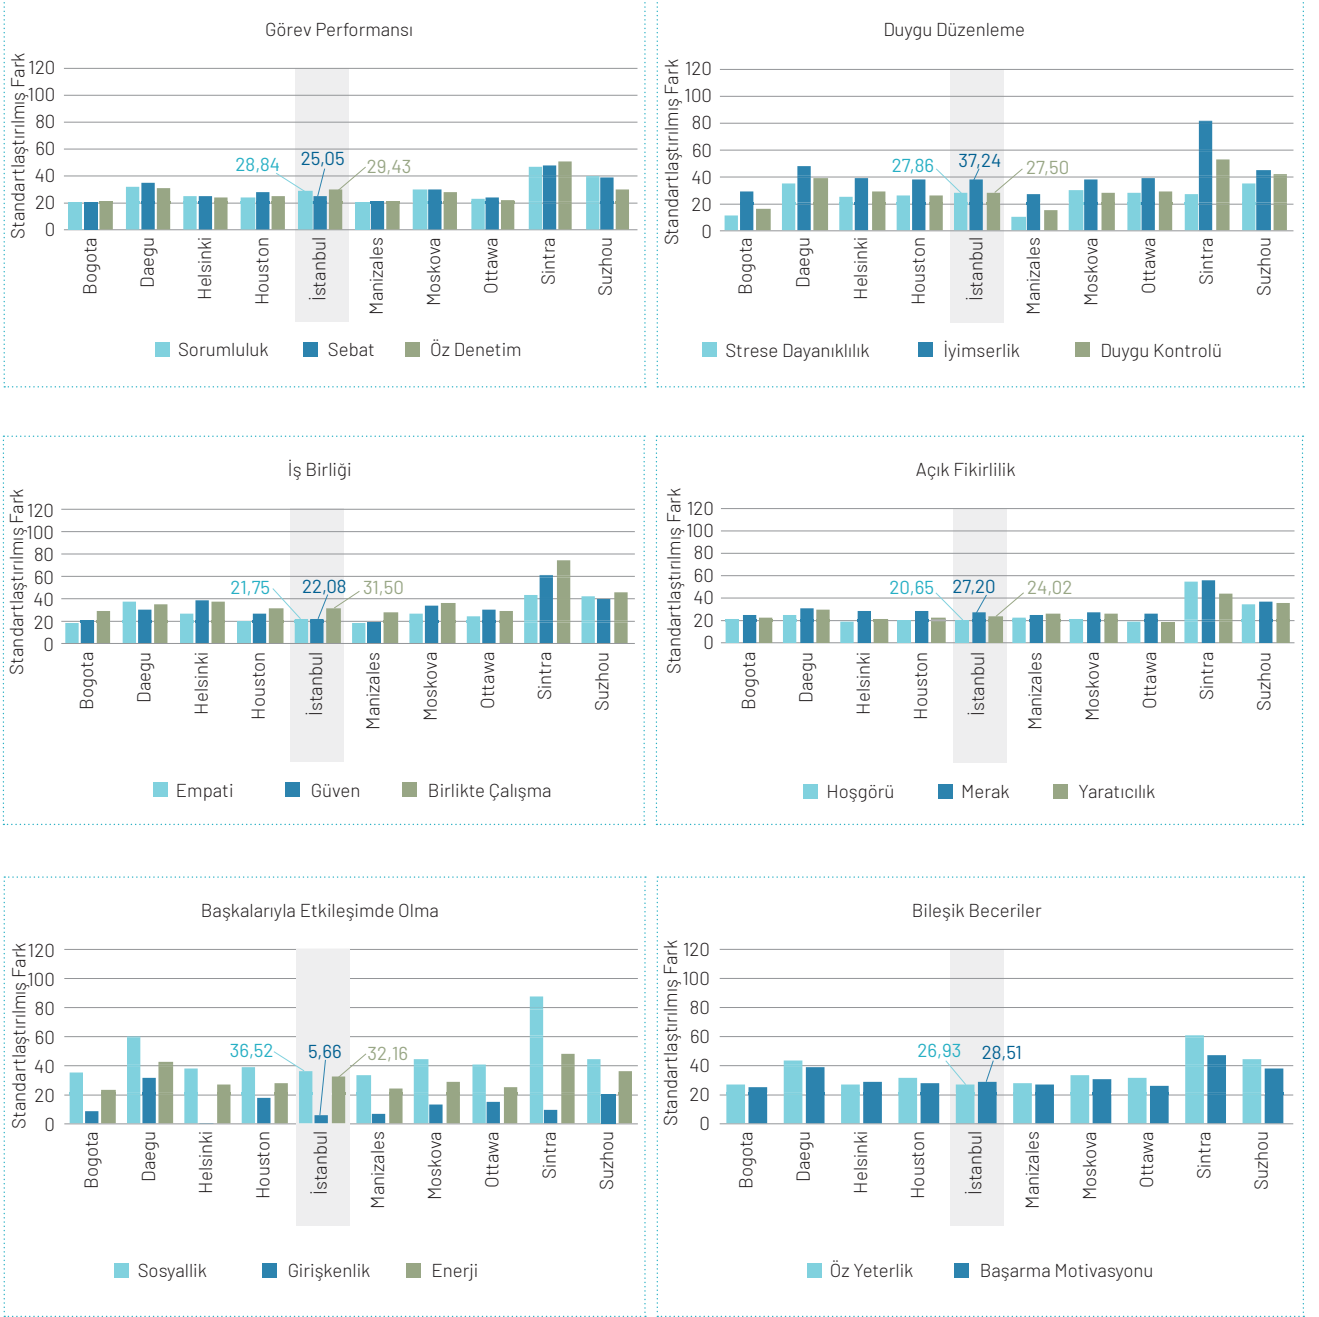 Görev Performansı
Standartlaştırılmış Fark
120
100
80
60
40
20
0
28,84
25,05
29,43
Bogota
Daegu
Helsinki
Houston
İstanbul
Manizales
Moskova
Ottawa
Sintra
Suzhou
Sorumluluk
Sebat
Öz Denetim
Duygu Düzenleme
Standartlaştırılmış Fark
120
100
80
60
40
20
0
27,86
37,24
27,50
Bogota
Daegu
Helsinki
Houston
İstanbul
Manizales
Moskova
Ottawa
Sintra
Suzhou
Strese Dayanıklılık
İyimserlik
Duygu Kontrolü
İş Birliği
Standartlaştırılmış Fark
120
100
80
60
40
20
0
21,75
22,08
31,50
Bogota
Daegu
Helsinki
Houston
İstanbul
Manizales
Moskova
Ottawa
Sintra
Suzhou
Empati
Güven
Birlikte Çalışma
Açık Fikirlilik
Standartlaştırılmış Fark
120
100
80
60
40
20
0
20,65
27,20
24,02
Bogota
Daegu
Helsinki
Houston
İstanbul
Manizales
Moskova
Ottawa
Sintra
Suzhou
Hoşgörü
Merak
Yaratıcılık
Başkalarıyla Etkileşimde Olma
Standartlaştırılmış Fark
120
100
80
60
40
20
0
36,52
5,66
32,16
Bogota
Daegu
Helsinki
Houston
İstanbul
Manizales
Moskova
Ottawa
Sintra
Suzhou
Sosyallik
Girişkenlik
Enerji
Bileşik Beceriler
Standartlaştırılmış Fark
120
100
80
60
40
20
0
26,93
28,51
Bogota
Daegu
Helsinki
Houston
İstanbul
Manizales
Moskova
Ottawa
Sintra
Suzhou
Öz Yeterlik
Başarma Motivasyonu